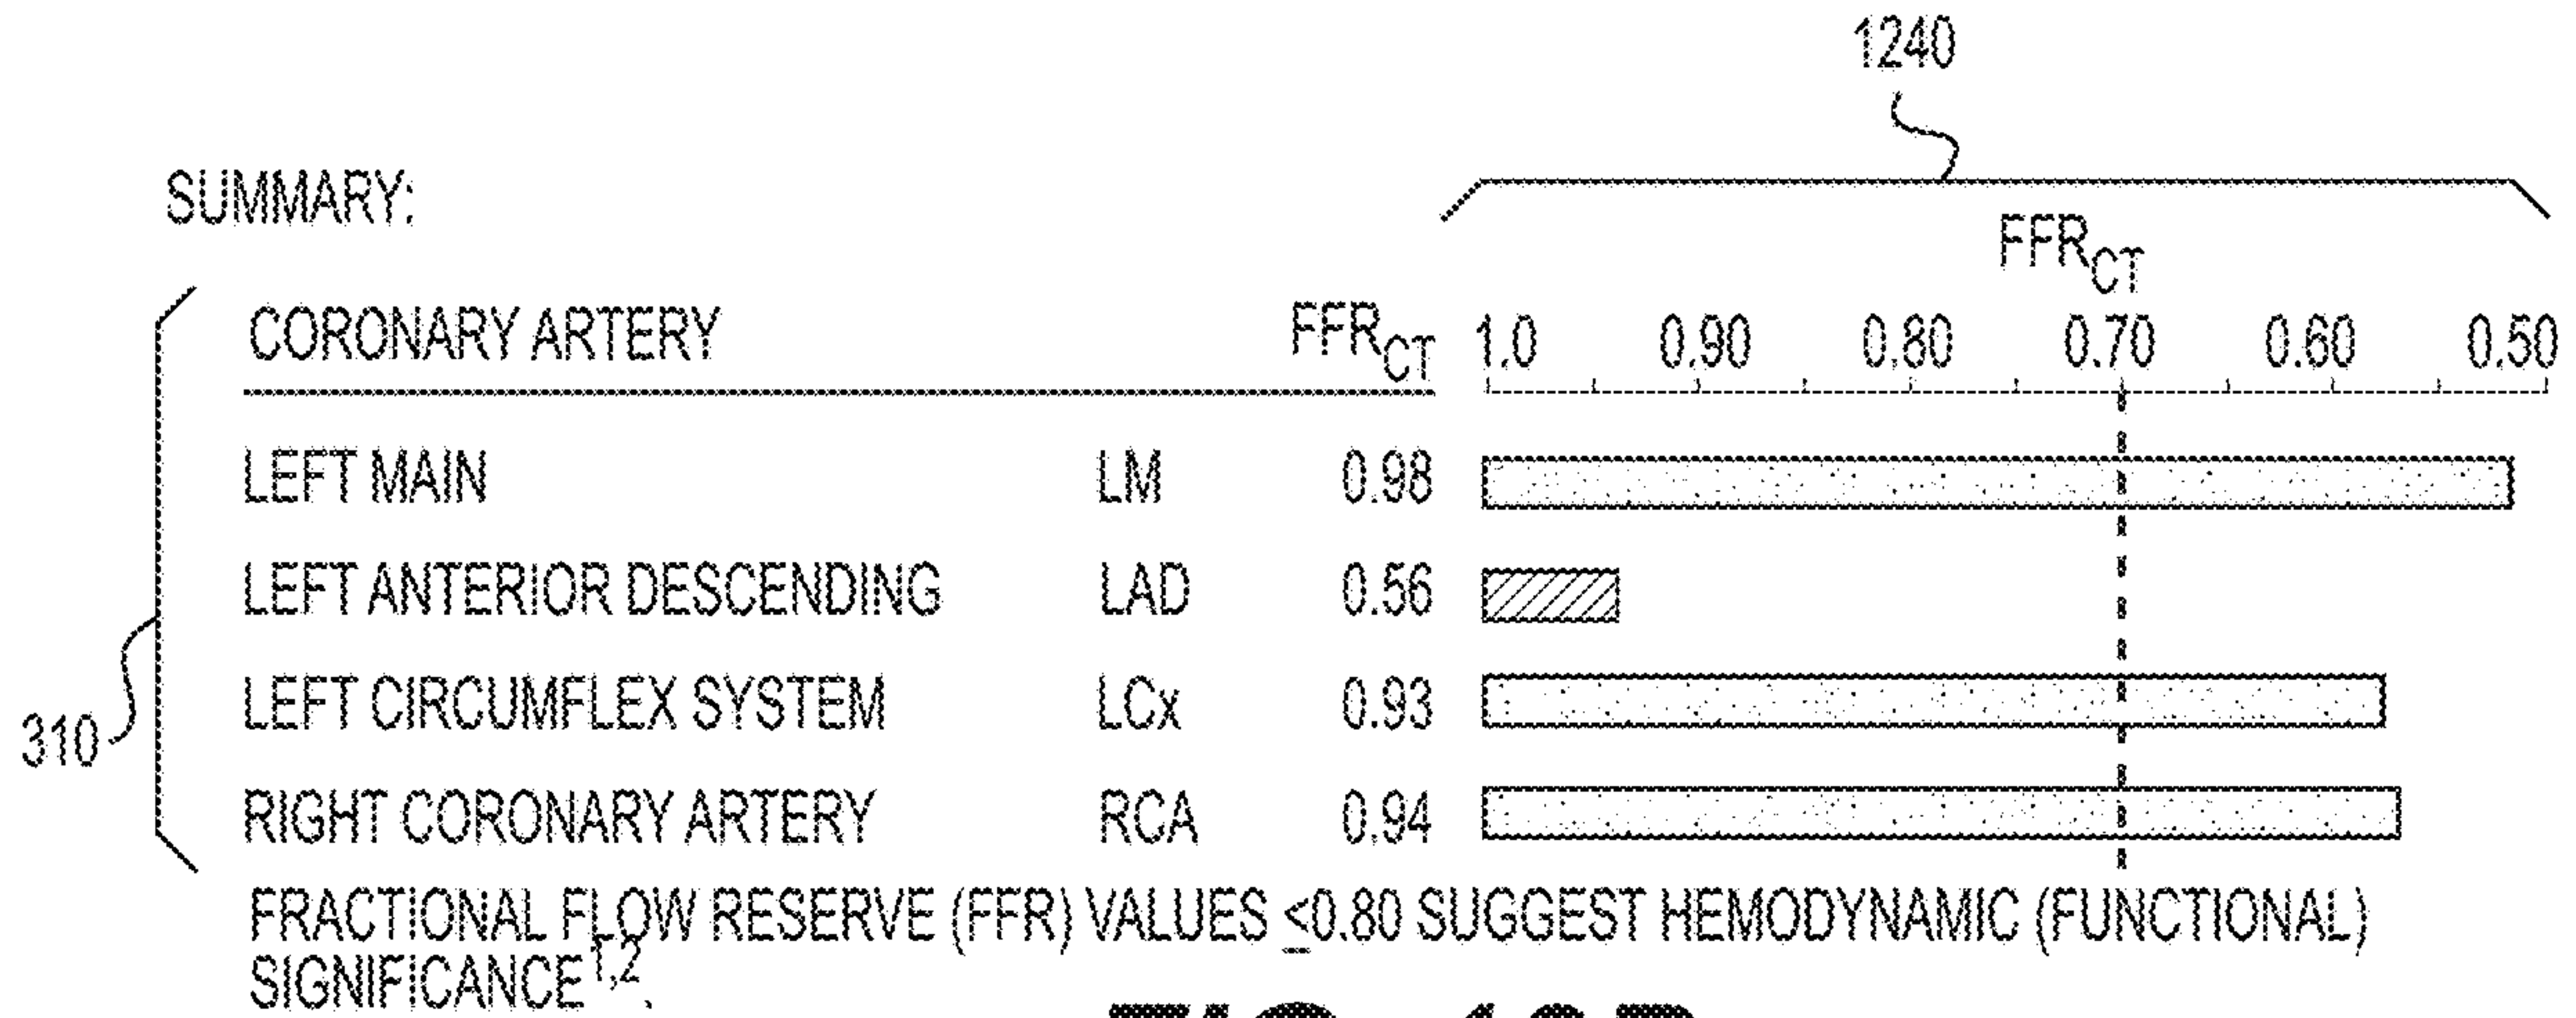 1240
SUMMARY:
FFRCT
CORONARY ARTERY FFRCT 1.0 0.90 0.80 0.70 0.60 0.50
LEFT MAIN LM 0.98
LEFT ANTERIOR DESCENDING LAD 0.56
LEFT CIRCUMFLEX SYSTEM LCx 0.93
310
RIGHT CORONARY ARTERY RCA 0.94
FRACTIONAL FLOW RESERVE (FFR) VALUES ≤0.80 SUGGEST HEMODYNAMIC (FUNCTIONAL)
SIGNIFICANCE1,2.